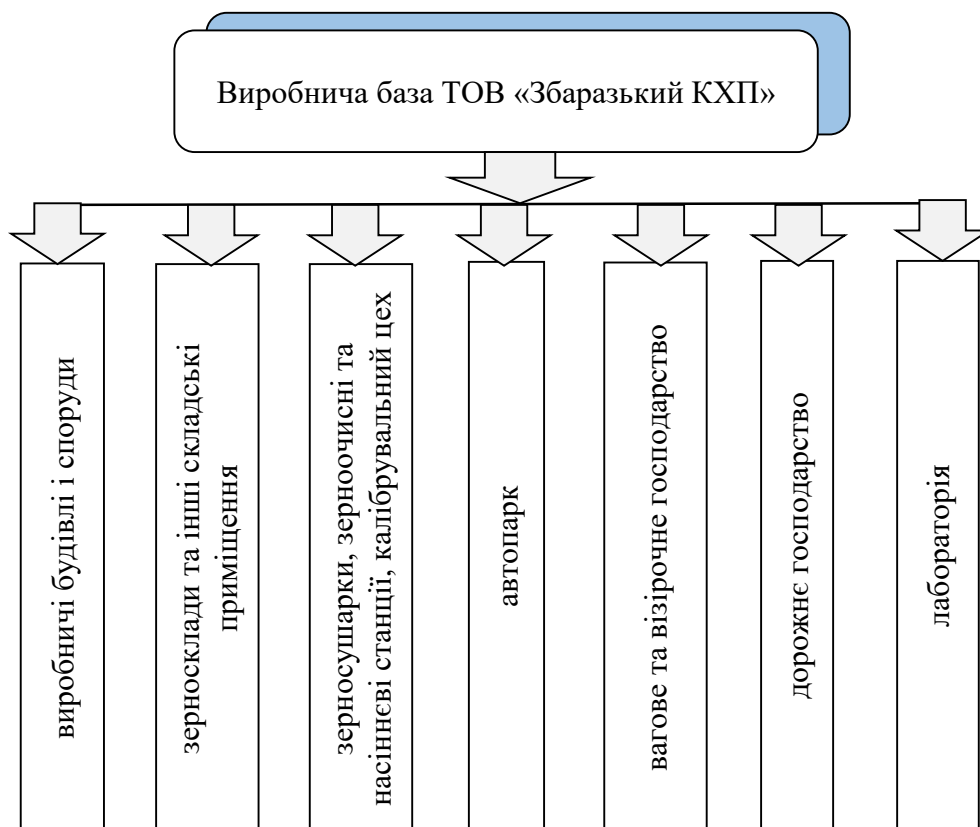 Виробнича база ТОВ «Збаразький КХП»
виробничі будівлі і споруди
зерносклади та інші складські
приміщення
зерносушарки, зерноочисні та
насіннєві станції, калібрувальний цех
автопарк
вагове та візірочне господарство
дорожнє господарство
лабораторія